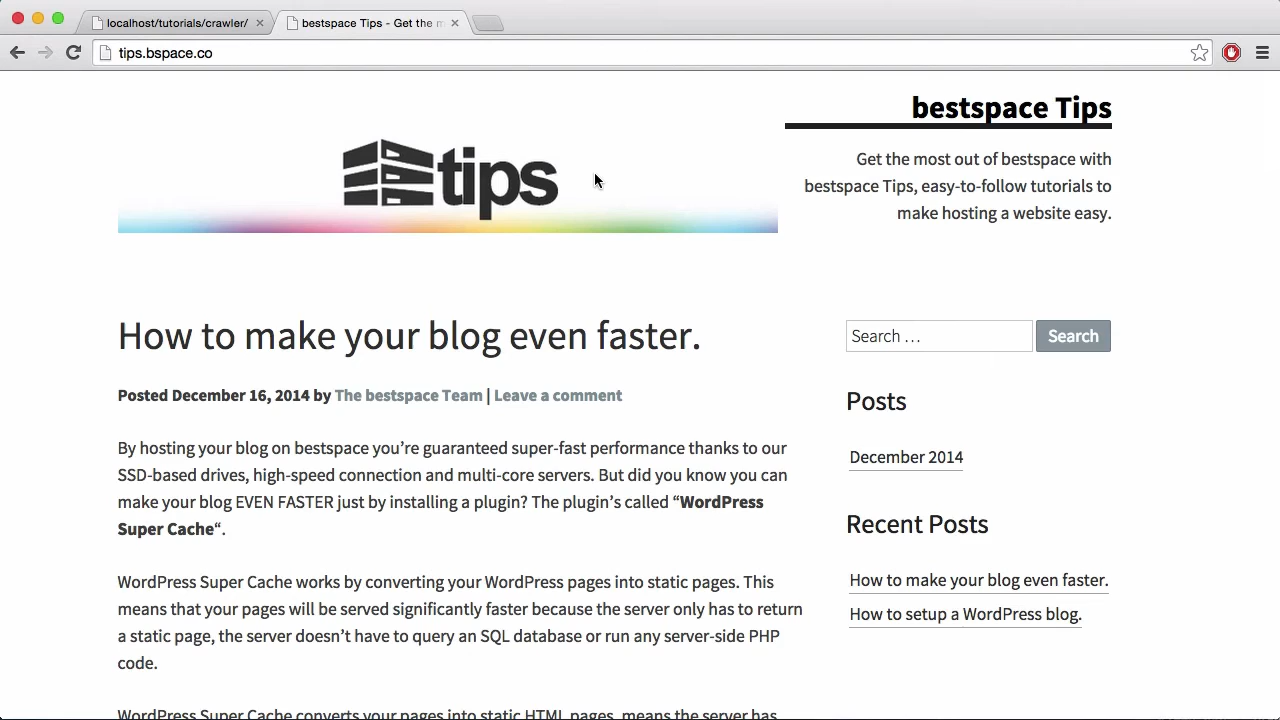 localhost/tutorials/crawler/
bestspace Tips - Get the m
tips.bspace.co
tips
bestspace Tips
Get the most out of bestspace with
bestspace Tips, easy-to-follow tutorials to
make hosting a website easy.
How to make your blog even faster.
Posted December 16, 2014 by The bestspace Team | Leave a comment
By hosting your blog on bestspace you’re guaranteed super-fast performance thanks to our
SSD-based drives, high-speed connection and multi-core servers. But did you know you can
make your blog EVEN FASTER just by installing a plugin? The plugin’s called “WordPress
Super Cache“.
WordPress Super Cache works by converting your WordPress pages into static pages. This
means that your pages will be served significantly faster because the server only has to return
a static page, the server doesn’t have to query an SQL database or run any server-side PHP
code.
WordPress Super Cache converts your pages into static HTML pages, means the server has
Search …
Search
Posts
December 2014
Recent Posts
How to make your blog even faster.
How to setup a WordPress blog.